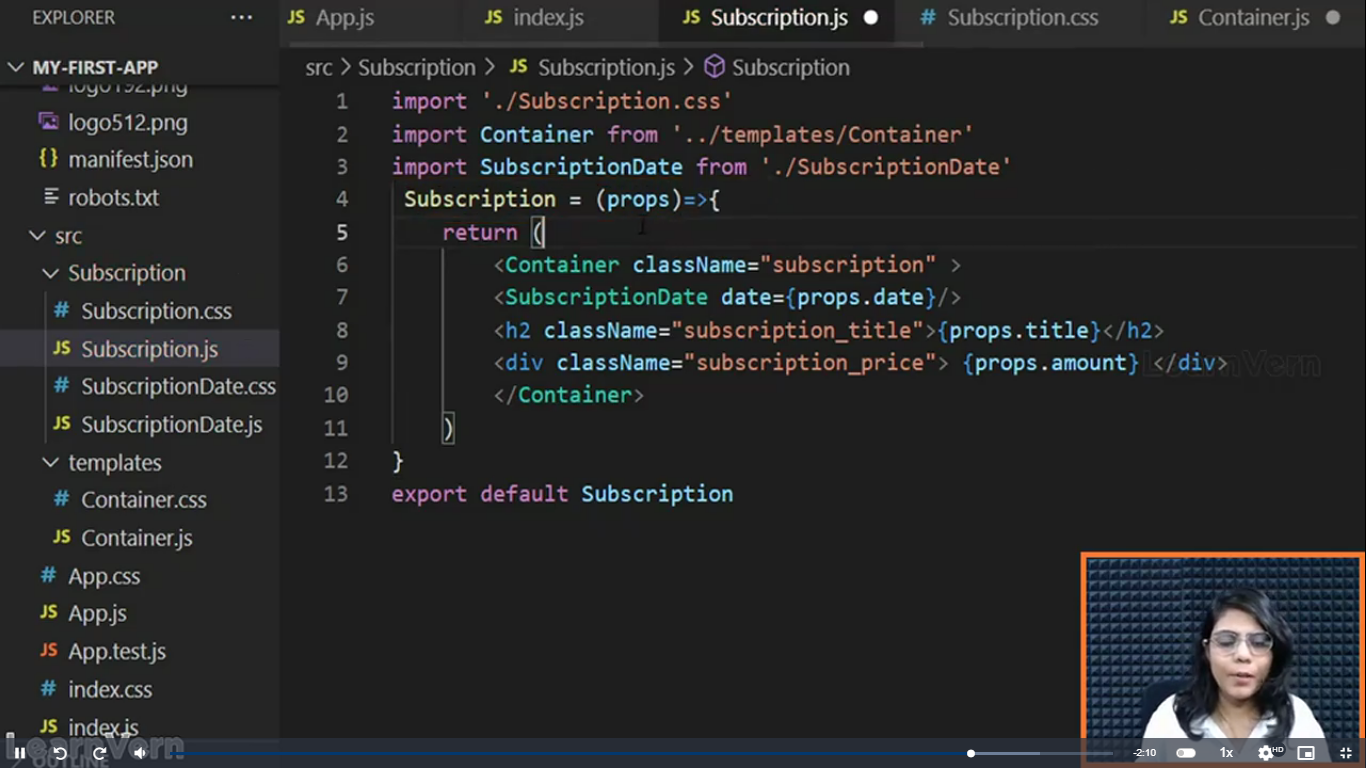 EXPLORER ...
MY-FIRST-APP
logo192.png
logo512.png
{} manifest.json
robots.txt
src
Subscription
# Subscription.css
JS Subscription.js
# SubscriptionDate.css
JS SubscriptionDate.js
templates
# Container.css
JS Container.js
# App.css
JS App.js
JS App.test.js
# index.css
JS index.js
OUTLINE
JS App.js JS index.js JS Subscription.js # Subscription.css JS Container.js
src > Subscription > JS Subscription.js > Subscription
1 import './Subscription.css'
2 import Container from '../templates/Container'
3 import SubscriptionDate from './SubscriptionDate'
4 Subscription = (props)=>{
5 return (
6 <Container className="subscription" >
7 <SubscriptionDate date={props.date}/>
8 <h2 className="subscription_title">{props.title}</h2>
9 <div className="subscription_price"> {props.amount} </div>
10 </Container>
11 )
12 }
13 export default Subscription
LearnVern
LearnVern
-2:10 1x HD